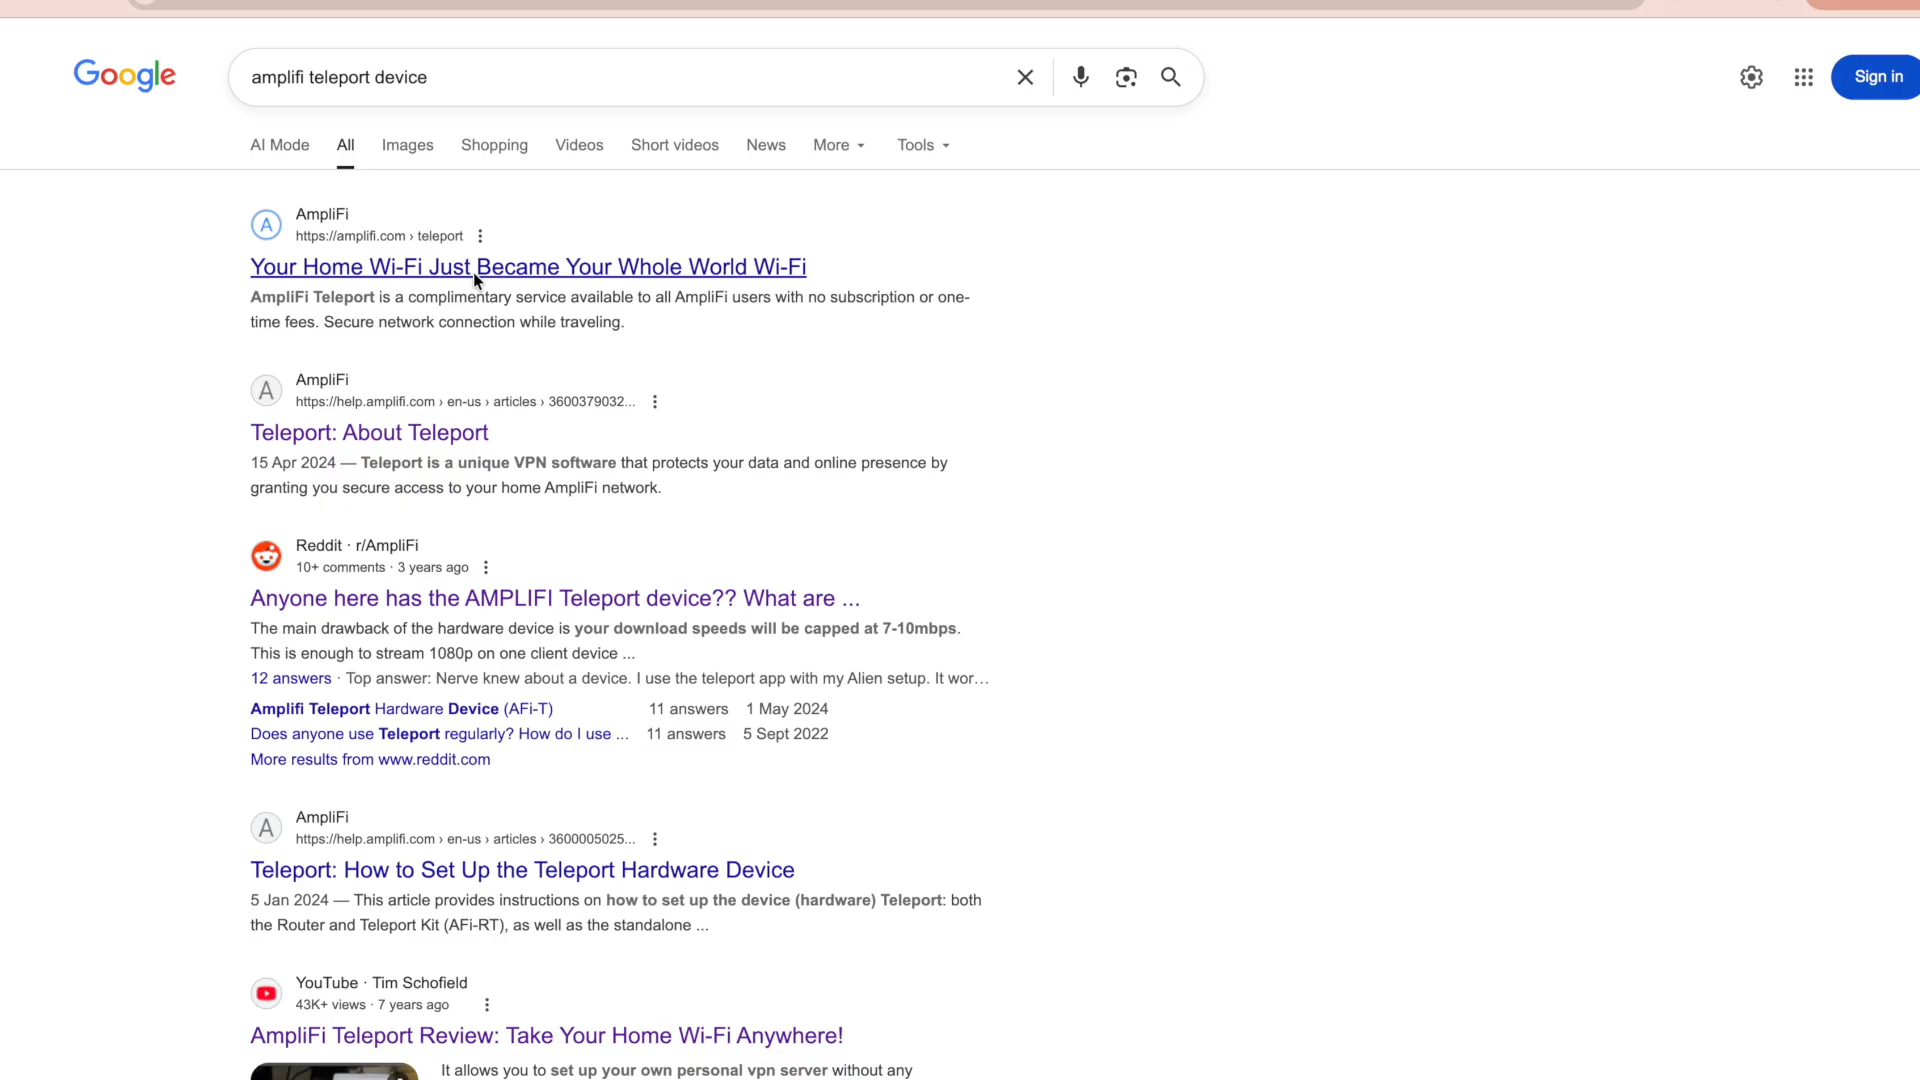 Google
amplifi teleport device
Sign in
AI Mode
All
Images
Shopping
Videos
Short videos
News
More
Tools
A
AmpliFi
https://amplifi.com › teleport
Your Home Wi-Fi Just Became Your Whole World Wi-Fi
AmpliFi Teleport is a complimentary service available to all AmpliFi users with no subscription or one-
time fees. Secure network connection while traveling.
A
AmpliFi
https://help.amplifi.com › en-us › articles › 3600379032...
Teleport: About Teleport
15 Apr 2024 — Teleport is a unique VPN software that protects your data and online presence by
granting you secure access to your home AmpliFi network.
Reddit · r/AmpliFi
10+ comments · 3 years ago
Anyone here has the AMPLIFI Teleport device?? What are ...
The main drawback of the hardware device is your download speeds will be capped at 7-10mbps.
This is enough to stream 1080p on one client device ...
12 answers · Top answer: Nerve knew about a device. I use the teleport app with my Alien setup. It wor...
Amplifi Teleport Hardware Device (AFi-T) 11 answers 1 May 2024
Does anyone use Teleport regularly? How do I use ... 11 answers 5 Sept 2022
More results from www.reddit.com
A
AmpliFi
https://help.amplifi.com › en-us › articles › 3600005025...
Teleport: How to Set Up the Teleport Hardware Device
5 Jan 2024 — This article provides instructions on how to set up the device (hardware) Teleport: both
the Router and Teleport Kit (AFi-RT), as well as the standalone ...
YouTube · Tim Schofield
43K+ views · 7 years ago
AmpliFi Teleport Review: Take Your Home Wi-Fi Anywhere!
It allows you to set up your own personal vpn server without any